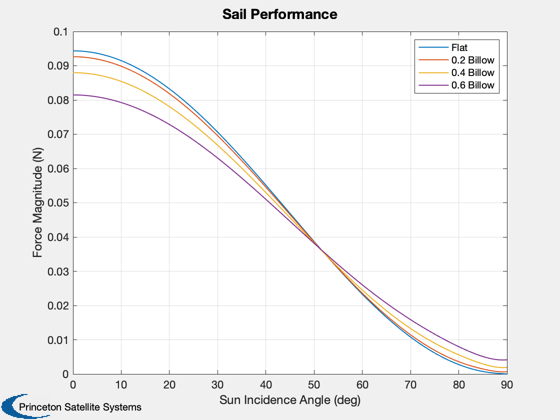 Sail Performance
Flat
0.2 Billow
0.4 Billow
0.6 Billow
Force Magnitude (N)
0.1
0.09
0.08
0.07
0.06
0.05
0.04
0.03
0.02
0.01
0
0 10 20 30 40 50 60 70 80 90
Sun Incidence Angle (deg)
Princeton Satellite Systems